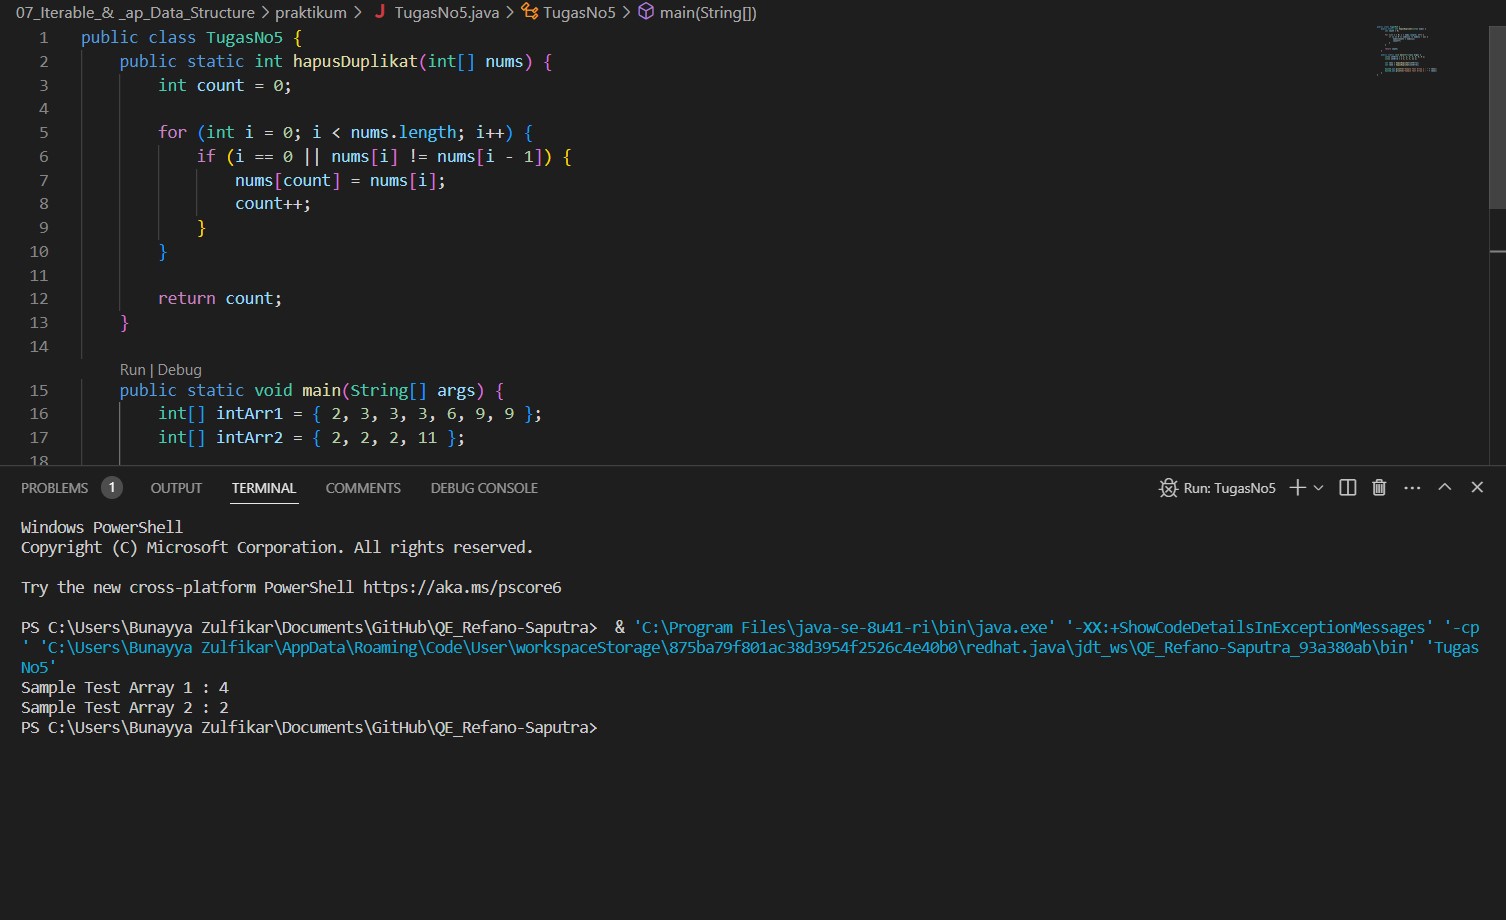 07_Iterable_& _ap_Data_Structure > praktikum > J TugasNo5.java > TugasNo5 > main(String[])
1 public class TugasNo5 {
2 public static int hapusDuplikat(int[] nums) {
3 int count = 0;
4
5 for (int i = 0; i < nums.length; i++) {
6 if (i == 0 || nums[i] != nums[i - 1]) {
7 nums[count] = nums[i];
8 count++;
9 }
10 }
11
12 return count;
13 }
14
Run | Debug
15 public static void main(String[] args) {
16 int[] intArr1 = { 2, 3, 3, 3, 6, 9, 9 };
17 int[] intArr2 = { 2, 2, 2, 11 };
18
PROBLEMS 1 OUTPUT TERMINAL COMMENTS DEBUG CONSOLE Run: TugasNo5
Windows PowerShell
Copyright (C) Microsoft Corporation. All rights reserved.
Try the new cross-platform PowerShell https://aka.ms/pscore6
PS C:\Users\Bunayya Zulfikar\Documents\GitHub\QE_Refano-Saputra>  & 'C:\Program Files\java-se-8u41-ri\bin\java.exe' '-XX:+ShowCodeDetailsInExceptionMessages' '-cp
' 'C:\Users\Bunayya Zulfikar\AppData\Roaming\Code\User\workspaceStorage\875ba79f801ac38d3954f2526c4e40b0\redhat.java\jdt_ws\QE_Refano-Saputra_93a380ab\bin' 'Tugas
No5'
Sample Test Array 1 : 4
Sample Test Array 2 : 2
PS C:\Users\Bunayya Zulfikar\Documents\GitHub\QE_Refano-Saputra>